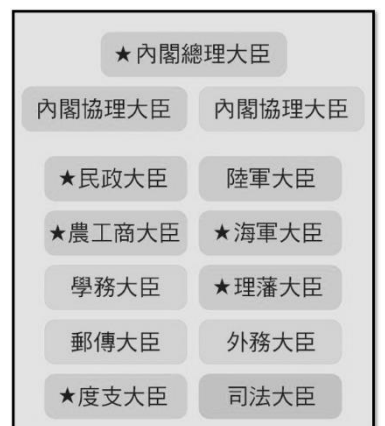 ★內閣總理大臣
內閣協理大臣 內閣協理大臣
★民政大臣 陸軍大臣
★農工商大臣 ★海軍大臣
學務大臣 ★理藩大臣
郵傳大臣 外務大臣
★度支大臣 司法大臣